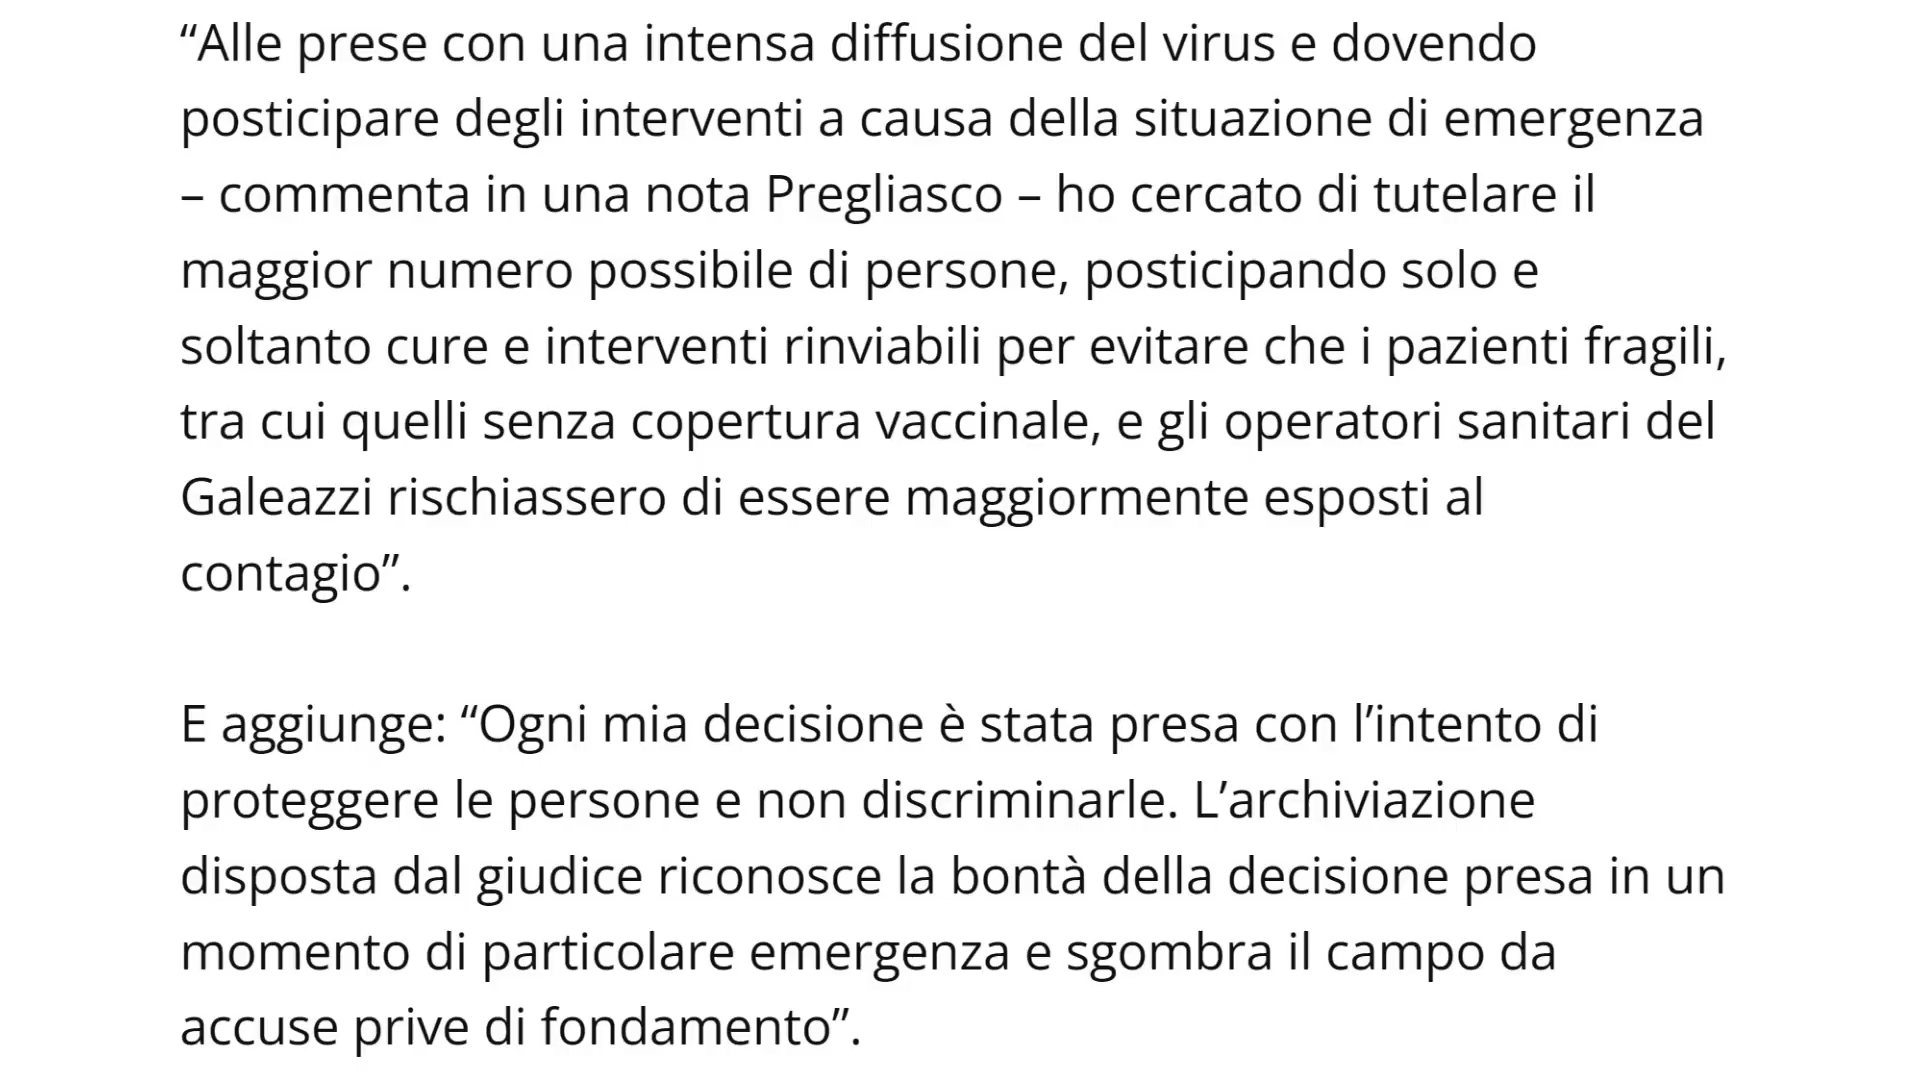 “Alle prese con una intensa diffusione del virus e dovendo
posticipare degli interventi a causa della situazione di emergenza
– commenta in una nota Pregliasco – ho cercato di tutelare il
maggior numero possibile di persone, posticipando solo e
soltanto cure e interventi rinviabili per evitare che i pazienti fragili,
tra cui quelli senza copertura vaccinale, e gli operatori sanitari del
Galeazzi rischiassero di essere maggiormente esposti al
contagio”.
E aggiunge: “Ogni mia decisione è stata presa con l’intento di
proteggere le persone e non discriminarle. L’archiviazione
disposta dal giudice riconosce la bontà della decisione presa in un
momento di particolare emergenza e sgombra il campo da
accuse prive di fondamento”.